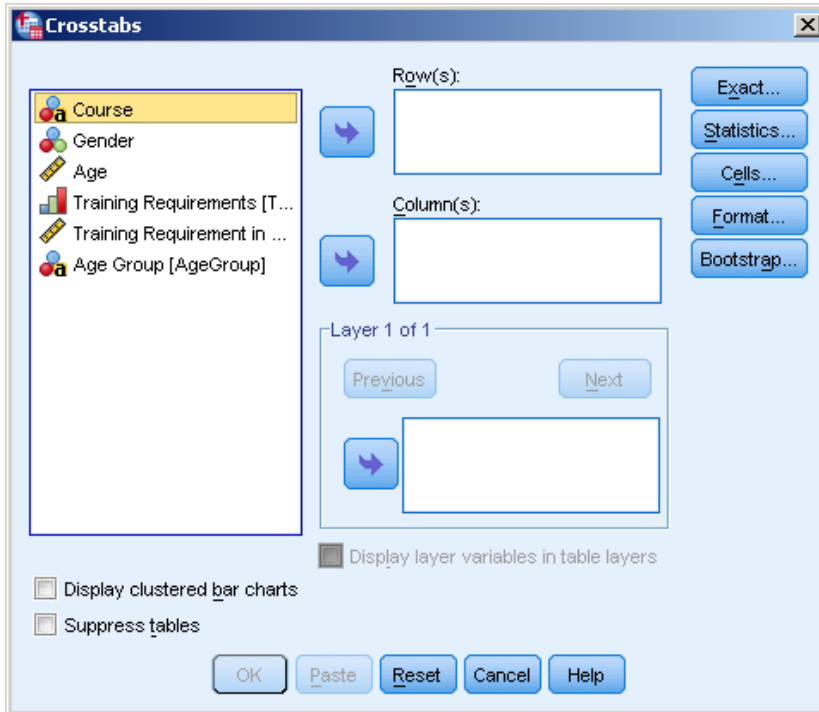 Crosstabs
Course
Gender
Age
Training Requirements [T...
Training Requirement in ...
Age Group [AgeGroup]
Row(s):
Column(s):
Layer 1 of 1
Previous
Next
Display layer variables in table layers
Exact...
Statistics...
Cells...
Format...
Bootstrap...
Display clustered bar charts
Suppress tables
OK
Paste
Reset
Cancel
Help